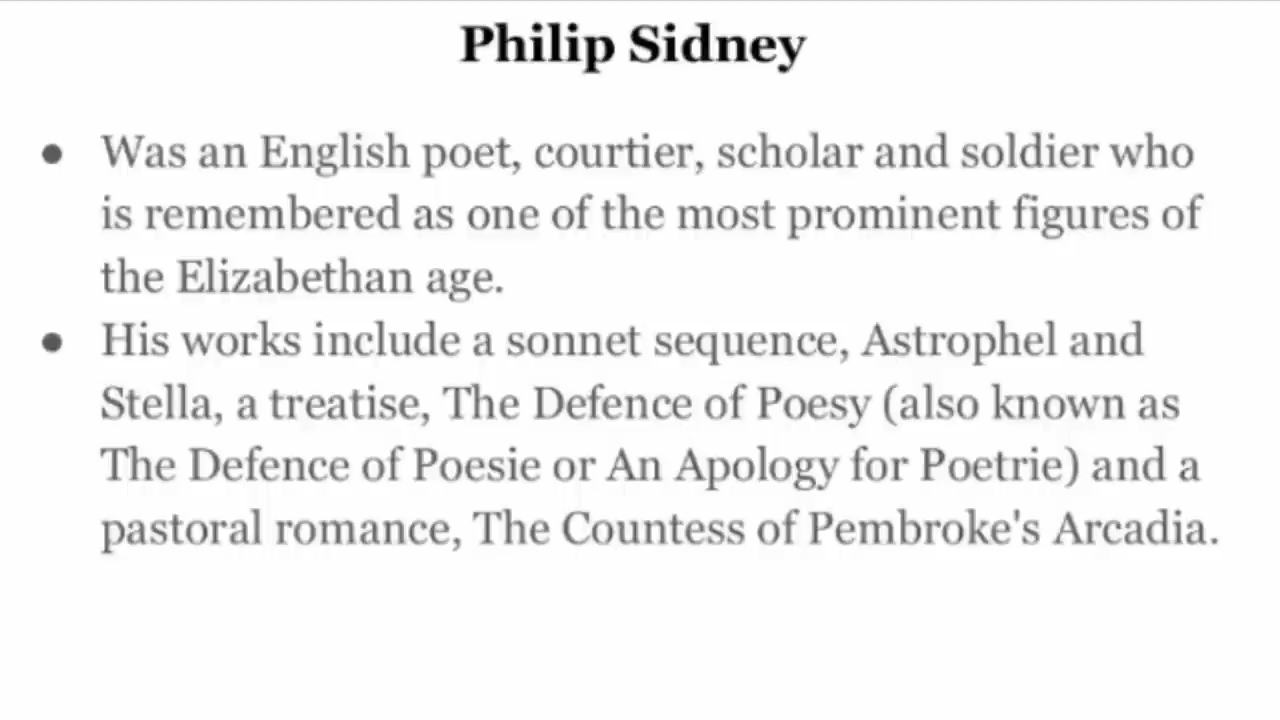 Philip Sidney
● Was an English poet, courtier, scholar and soldier who
is remembered as one of the most prominent figures of
the Elizabethan age.
● His works include a sonnet sequence, Astrophel and
Stella, a treatise, The Defence of Poesy (also known as
The Defence of Poesie or An Apology for Poetrie) and a
pastoral romance, The Countess of Pembroke's Arcadia.